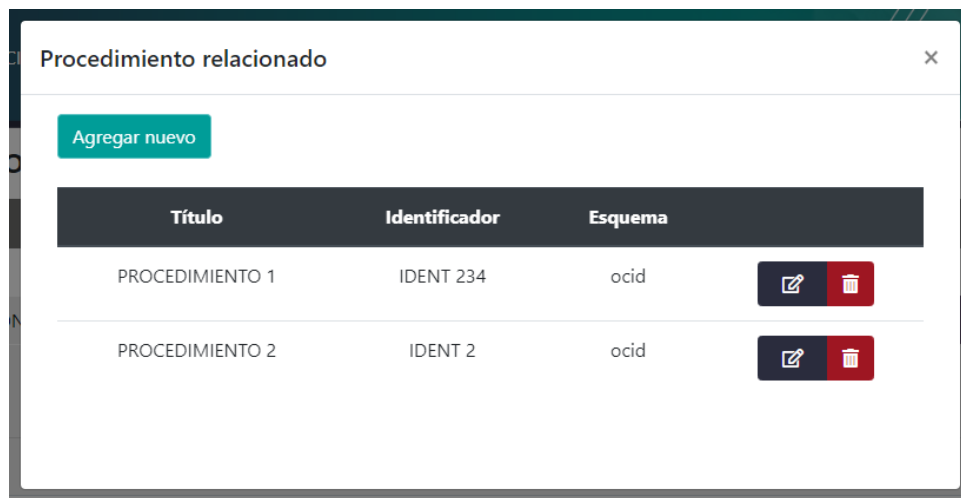 Procedimiento relacionado ×
Agregar nuevo
Título Identificador Esquema
PROCEDIMIENTO 1 IDENT 234 ocid
PROCEDIMIENTO 2 IDENT 2 ocid